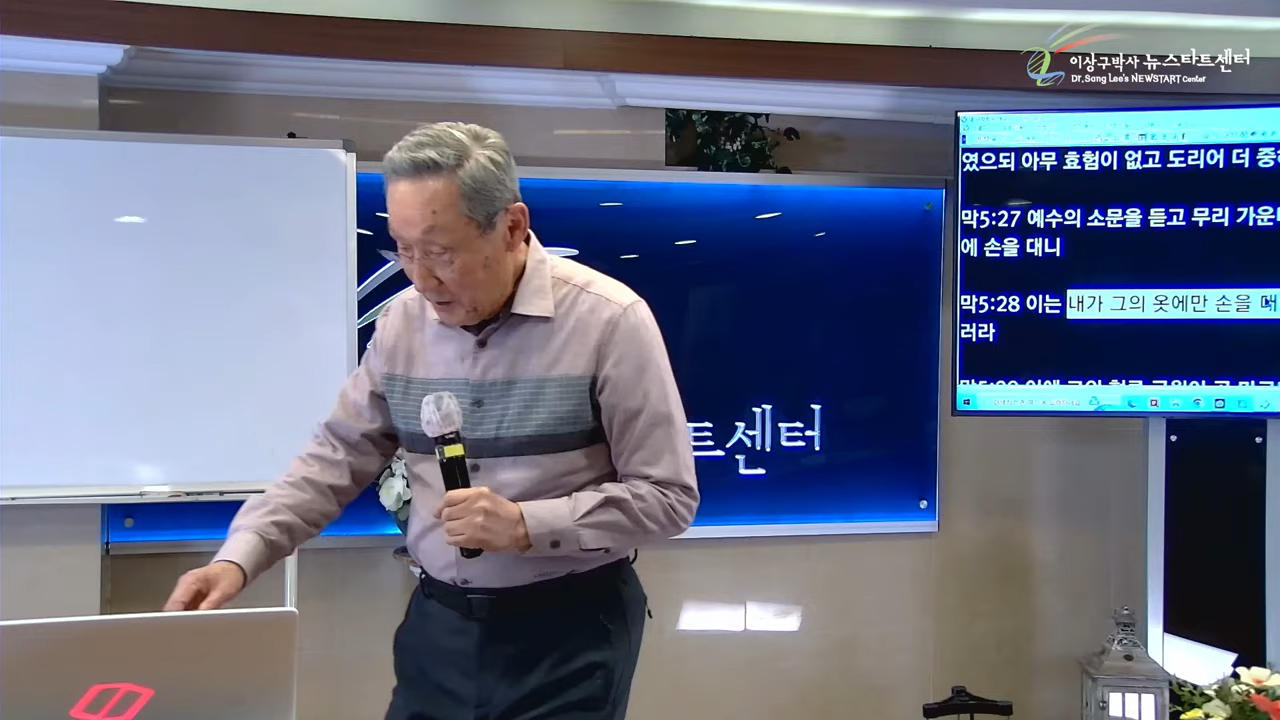 이상구박사 뉴스타트센터
Dr. Sang Lee's NEWSTART Center
였으되 아무 효험이 없고 도리어 더 중
막5:27 예수의 소문을 듣고 무리 가운
에 손을 대니
막5:28 이는 내가 그의 옷에만 손을
러라
트센터